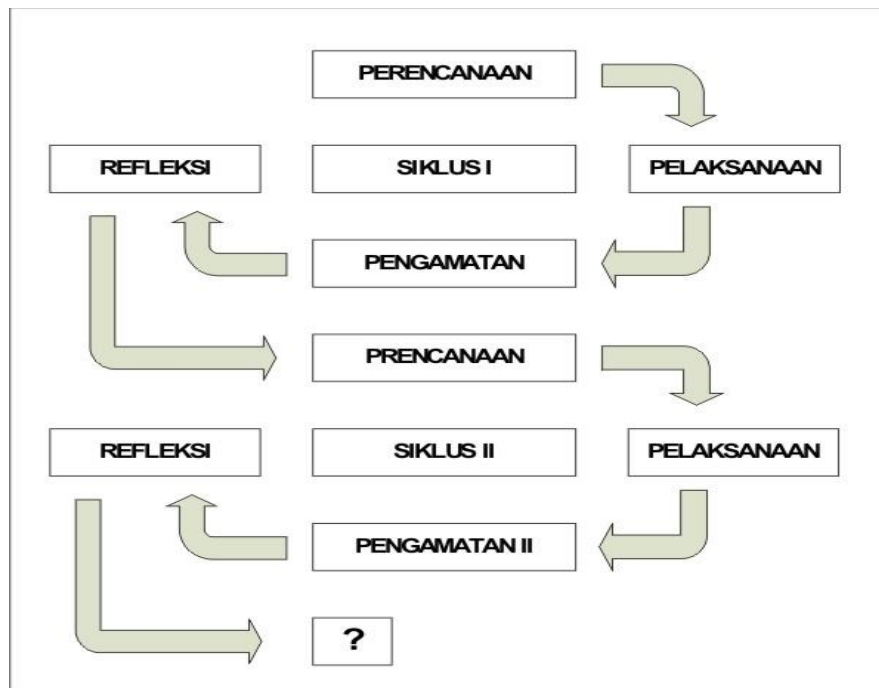 PERENCANAAN
REFLEKSI
SIKLUS I
PELAKSANAAN
PENGAMATAN
PRENCANAAN
REFLEKSI
SIKLUS II
PELAKSANAAN
PENGAMATAN II
?